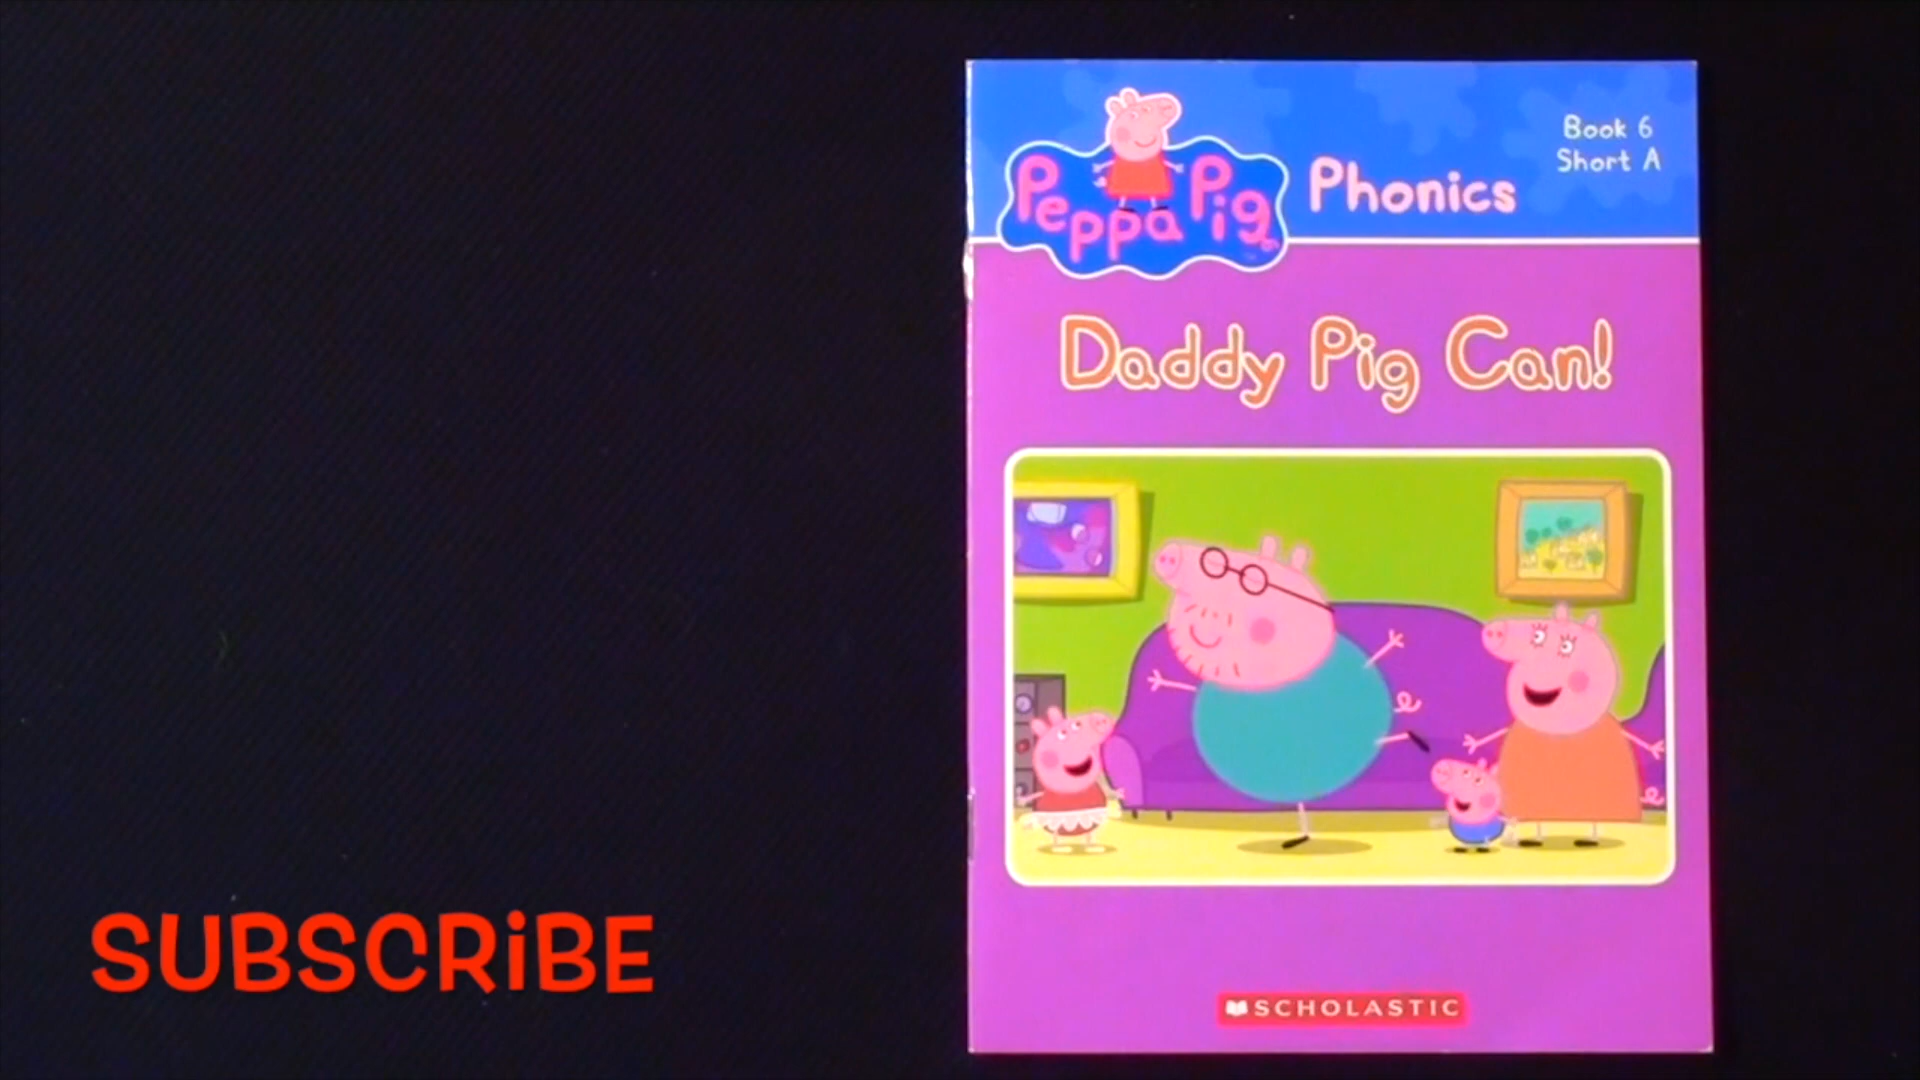 Book 6
Short A
Peppa Pig
Phonics
Daddy Pig Can!
SCHOLASTIC
SUBSCRiBE